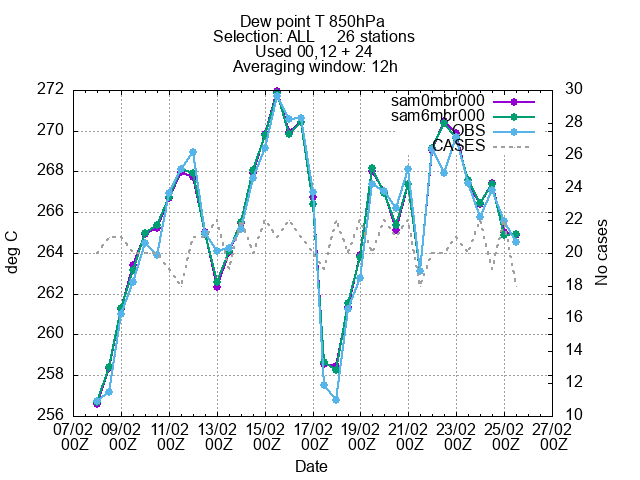 Dew point T 850hPa
Selection: ALL 26 stations
Used 00,12 + 24
Averaging window: 12h
sam0mbr000
sam6mbr000
OBS
CASES
272
270
268
266
264
262
260
258
256
deg C
30
28
26
24
22
20
18
16
14
12
10
No cases
07/02 09/02 11/02 13/02 15/02 17/02 19/02 21/02 23/02 25/02 27/02
00Z 00Z 00Z 00Z 00Z 00Z 00Z 00Z 00Z 00Z 00Z
Date